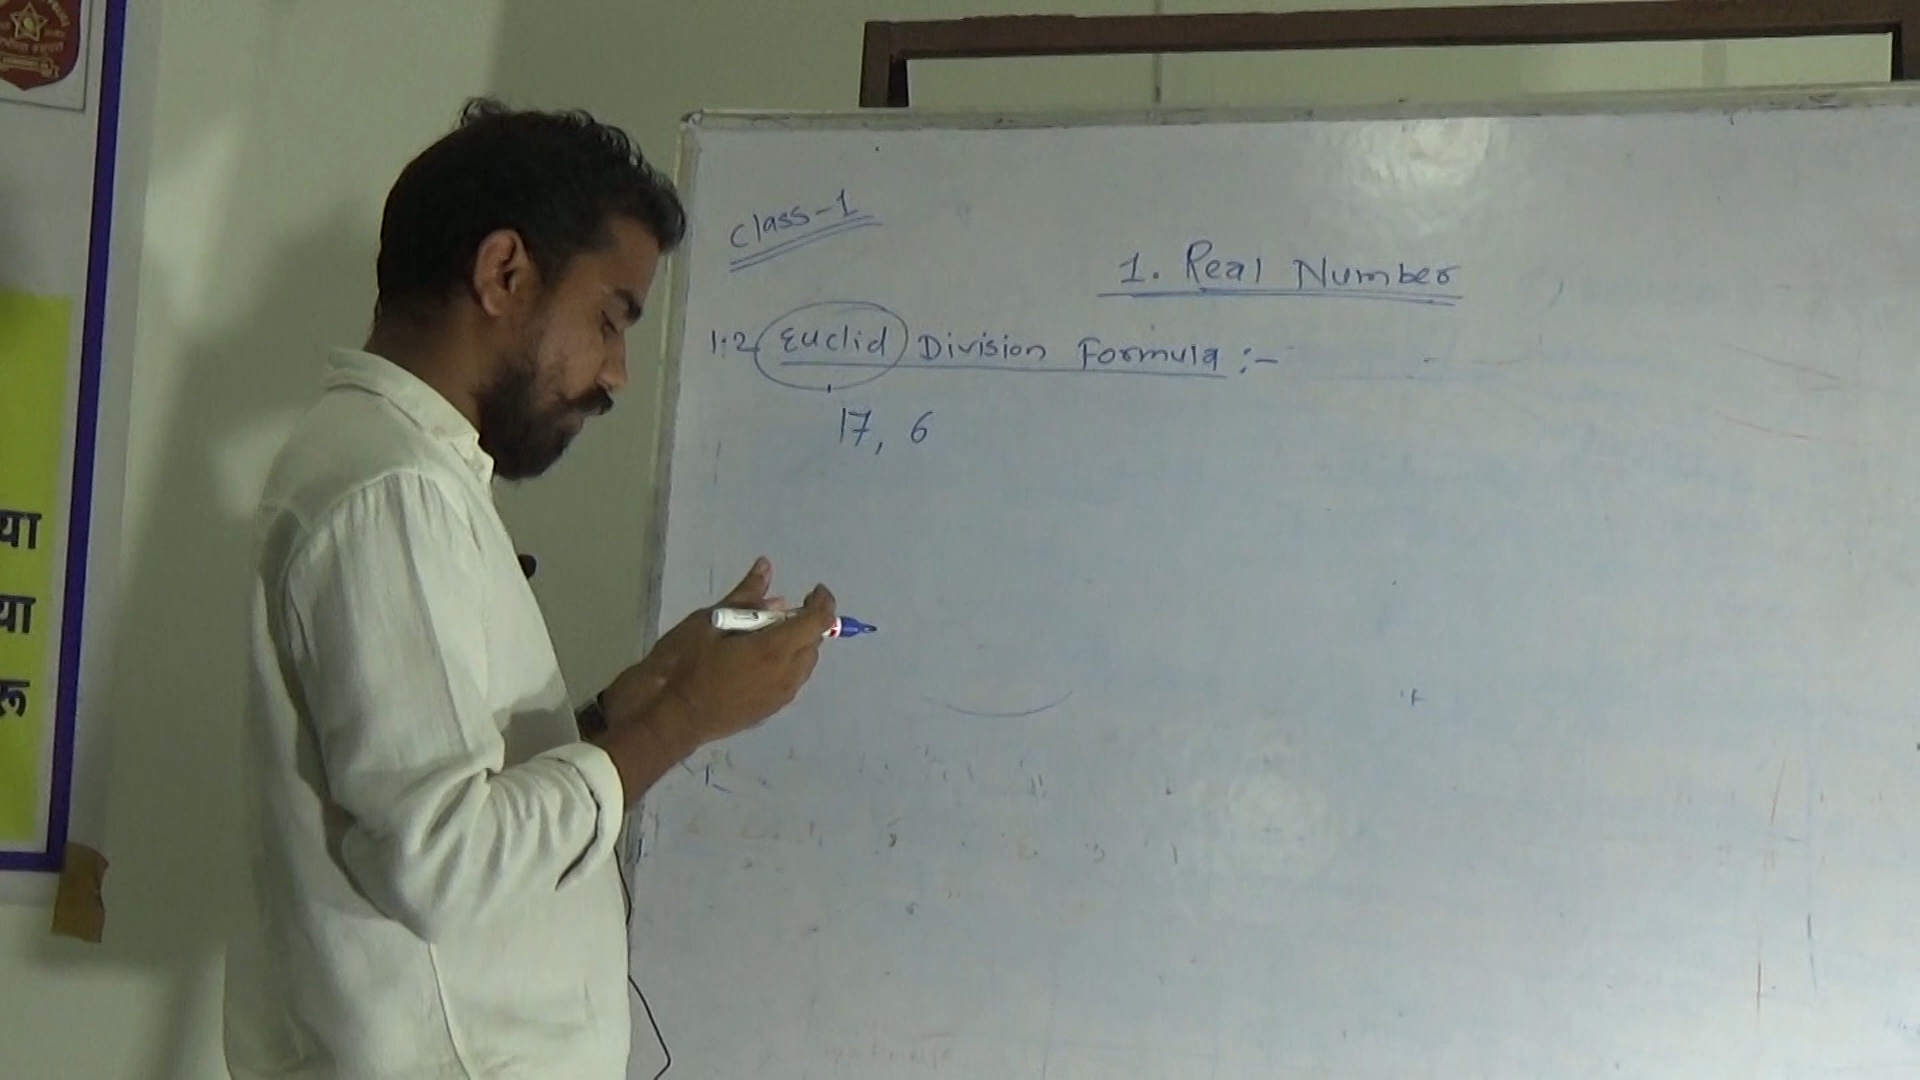 Class-1
1. Real Number
1.2 Euclid Division Formula :-
17, 6
या
या
रू